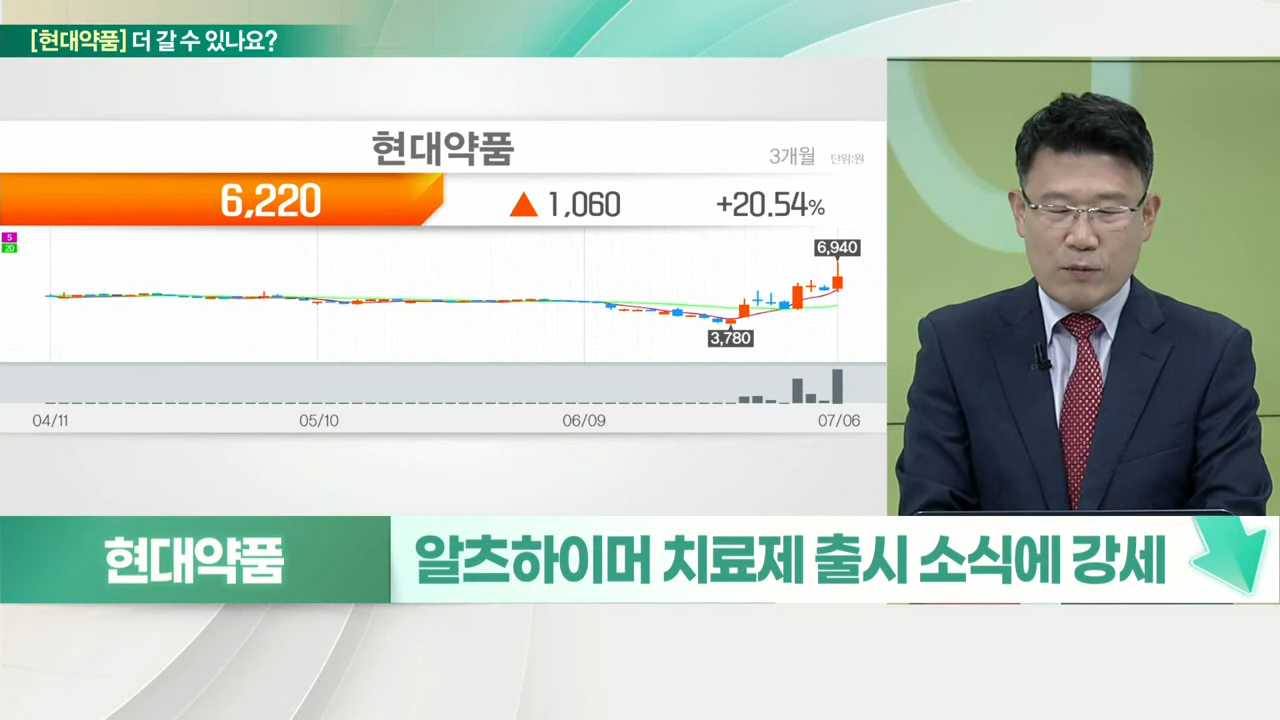 [현대약품] 더 갈 수 있나요?
현대약품
3개월 단위:원
6,220 ▲ 1,060 +20.54%
5
20
6,940
3,780
04/11 05/10 06/09 07/06
현대약품 알츠하이머 치료제 출시 소식에 강세